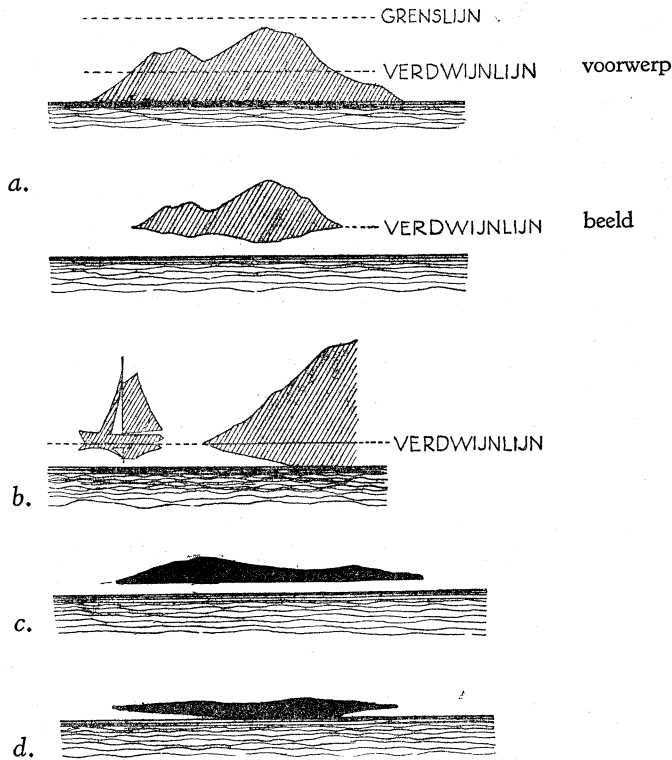 GRENSLIJN
VERDWIJNLIJN voorwerp
a.
VERDWIJNLIJN beeld
VERDWIJNLIJN
b.
c.
d.